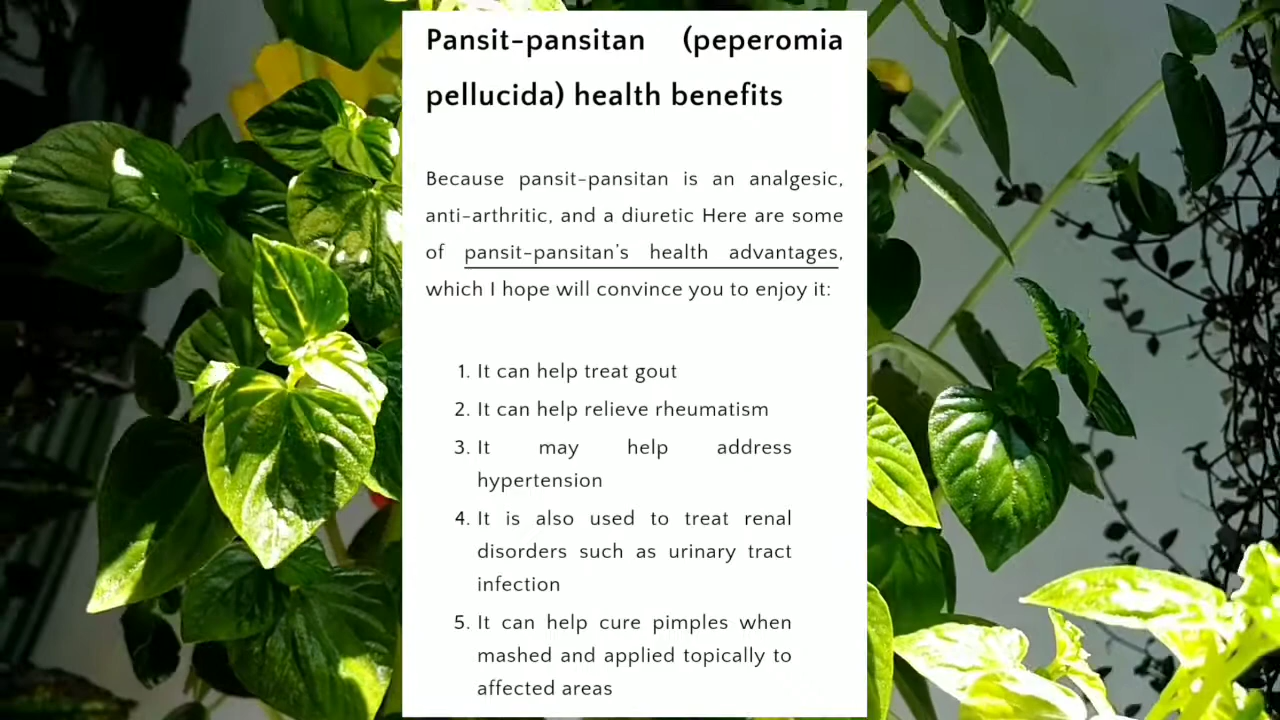 Pansit-pansitan (peperomia
pellucida) health benefits
Because pansit-pansitan is an analgesic,
anti-arthritic, and a diuretic Here are some
of pansit-pansitan's health advantages,
which I hope will convince you to enjoy it:
1. It can help treat gout
2. It can help relieve rheumatism
3. It may help address
hypertension
4. It is also used to treat renal
disorders such as urinary tract
infection
5. It can help cure pimples when
mashed and applied topically to
affected areas